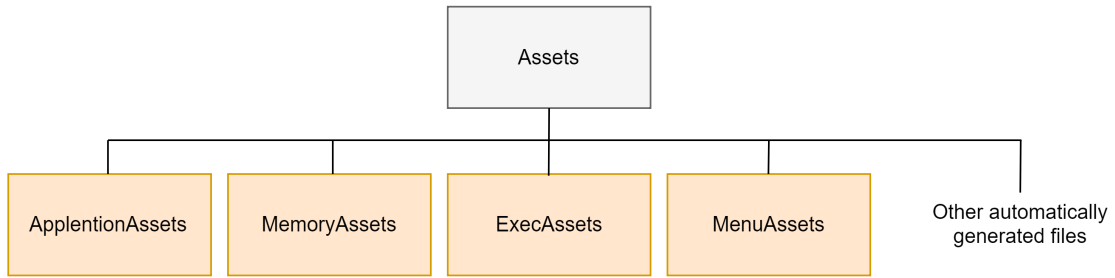 Assets
ApplentionAssets
MemoryAssets
ExecAssets
MenuAssets
Other automatically
generated files